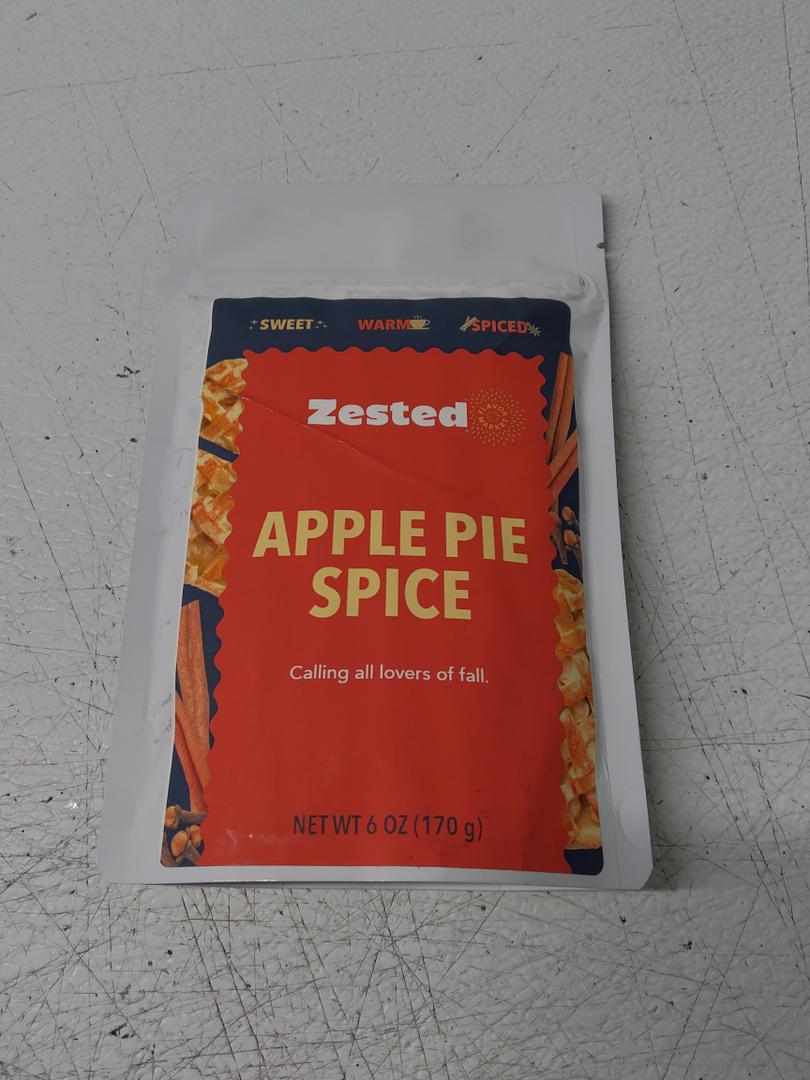 SWEET WARM SPICED
Zested
APPLE PIE
SPICE
Calling all lovers of fall.
NET WT 6 OZ (170 g)